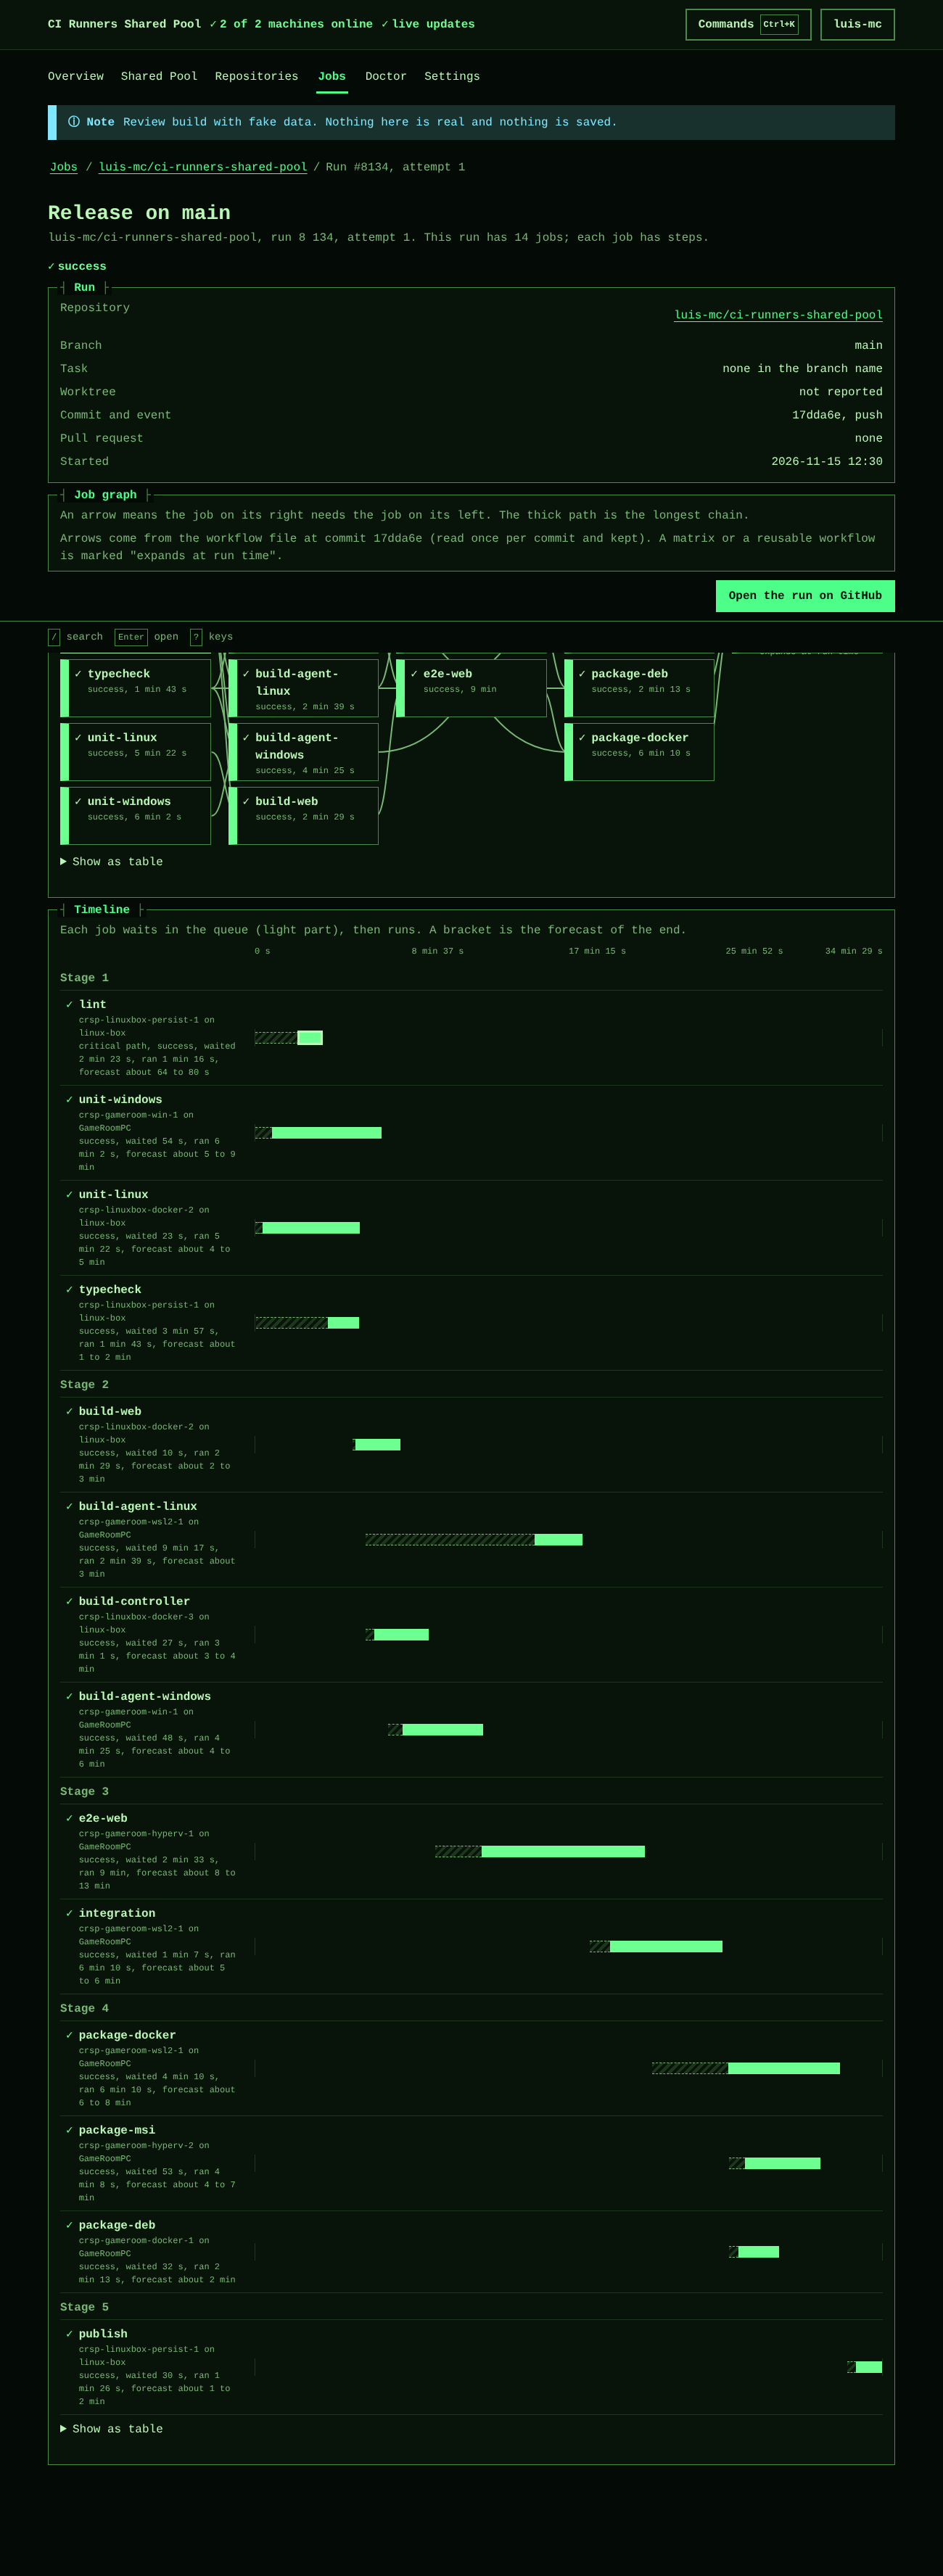 CI Runners Shared Pool ✓ 2 of 2 machines online ✓ live updates
Commands Ctrl+K
luis-mc
Overview Shared Pool Repositories Jobs Doctor Settings
ⓘ Note Review build with fake data. Nothing here is real and nothing is saved.
Jobs / luis-mc/ci-runners-shared-pool / Run #8134, attempt 1
Release on main
luis-mc/ci-runners-shared-pool, run 8 134, attempt 1. This run has 14 jobs; each job has steps.
✓ success
Run
Repository luis-mc/ci-runners-shared-pool
Branch main
Task none in the branch name
Worktree not reported
Commit and event 17dda6e, push
Pull request none
Started 2026-11-15 12:30
Job graph
An arrow means the job on its right needs the job on its left. The thick path is the longest chain.
Arrows come from the workflow file at commit 17dda6e (read once per commit and kept). A matrix or a reusable workflow
is marked "expands at run time".
Open the run on GitHub
/ search Enter open ? keys
✓ typecheck
success, 1 min 43 s
✓ build-agent-
linux
success, 2 min 39 s
✓ e2e-web
success, 9 min
✓ package-deb
success, 2 min 13 s
✓ unit-linux
success, 5 min 22 s
✓ build-agent-
windows
success, 4 min 25 s
✓ package-docker
success, 6 min 10 s
✓ unit-windows
success, 6 min 2 s
✓ build-web
success, 2 min 29 s
▶ Show as table
Timeline
Each job waits in the queue (light part), then runs. A bracket is the forecast of the end.
0 s 8 min 37 s 17 min 15 s 25 min 52 s 34 min 29 s
Stage 1
✓ lint
crsp-linuxbox-persist-1 on
linux-box
critical path, success, waited
2 min 23 s, ran 1 min 16 s,
forecast about 64 to 80 s
✓ unit-windows
crsp-gameroom-win-1 on
GameRoomPC
success, waited 54 s, ran 6
min 2 s, forecast about 5 to 9
min
✓ unit-linux
crsp-linuxbox-docker-2 on
linux-box
success, waited 23 s, ran 5
min 22 s, forecast about 4 to
5 min
✓ typecheck
crsp-linuxbox-persist-1 on
linux-box
success, waited 3 min 57 s,
ran 1 min 43 s, forecast about
1 to 2 min
Stage 2
✓ build-web
crsp-linuxbox-docker-2 on
linux-box
success, waited 10 s, ran 2
min 29 s, forecast about 2 to
3 min
✓ build-agent-linux
crsp-gameroom-wsl2-1 on
GameRoomPC
success, waited 9 min 17 s,
ran 2 min 39 s, forecast about
3 min
✓ build-controller
crsp-linuxbox-docker-3 on
linux-box
success, waited 27 s, ran 3
min 1 s, forecast about 3 to 4
min
✓ build-agent-windows
crsp-gameroom-win-1 on
GameRoomPC
success, waited 48 s, ran 4
min 25 s, forecast about 4 to
6 min
Stage 3
✓ e2e-web
crsp-gameroom-hyperv-1 on
GameRoomPC
success, waited 2 min 33 s,
ran 9 min, forecast about 8 to
13 min
✓ integration
crsp-gameroom-wsl2-1 on
GameRoomPC
success, waited 1 min 7 s, ran
6 min 10 s, forecast about 5
to 6 min
Stage 4
✓ package-docker
crsp-gameroom-wsl2-1 on
GameRoomPC
success, waited 4 min 10 s,
ran 6 min 10 s, forecast about
6 to 8 min
✓ package-msi
crsp-gameroom-hyperv-2 on
GameRoomPC
success, waited 53 s, ran 4
min 8 s, forecast about 4 to 7
min
✓ package-deb
crsp-gameroom-docker-1 on
GameRoomPC
success, waited 32 s, ran 2
min 13 s, forecast about 2 min
Stage 5
✓ publish
crsp-linuxbox-persist-1 on
linux-box
success, waited 30 s, ran 1
min 26 s, forecast about 1 to
2 min
▶ Show as table